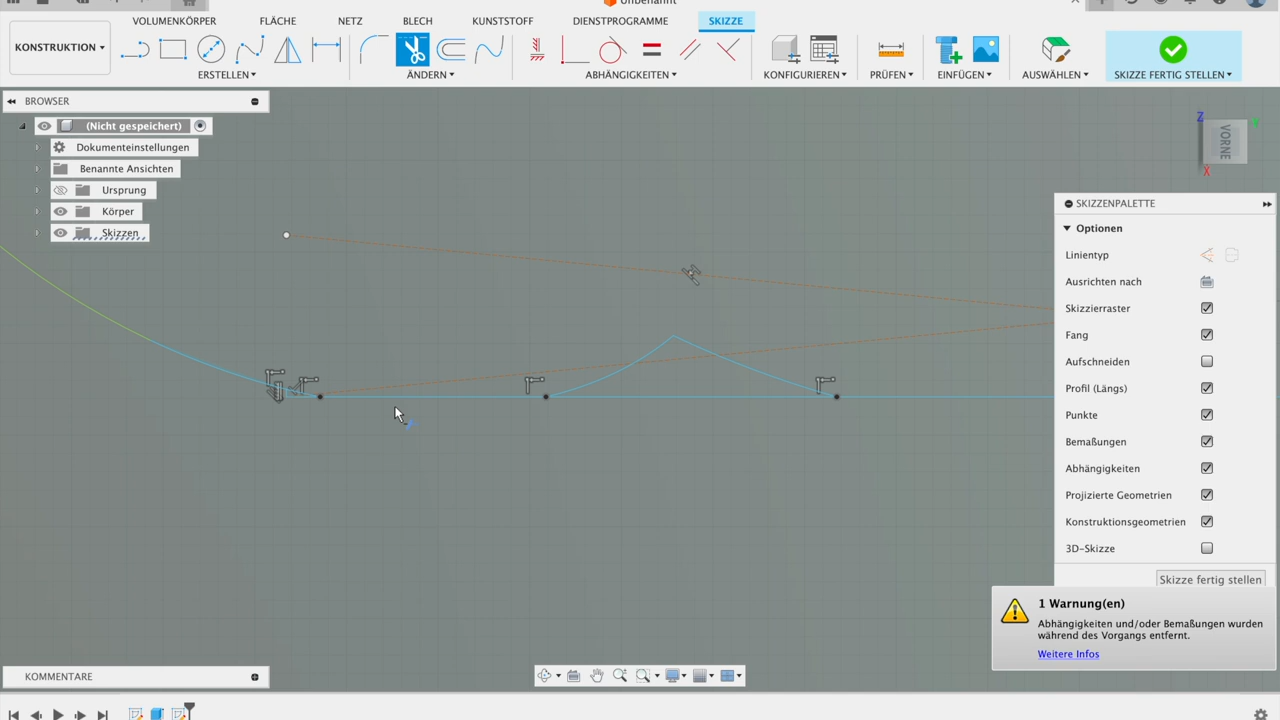 Unbenannt
VOLUMENKÖRPER FLÄCHE NETZ BLECH KUNSTSTOFF DIENSTPROGRAMME SKIZZE
KONSTRUKTION
ERSTELLEN ÄNDERN ABHÄNGIGKEITEN KONFIGURIEREN PRÜFEN EINFÜGEN AUSWÄHLEN SKIZZE FERTIG STELLEN
BROWSER
(Nicht gespeichert)
Dokumenteinstellungen
Benannte Ansichten
Ursprung
Körper
Skizzen
Z
Y
VORNE
X
SKIZZENPALETTE
Optionen
Linientyp
Ausrichten nach
Skizzierraster
Fang
Aufschneiden
Profil (Längs)
Punkte
Bemaßungen
Abhängigkeiten
Projizierte Geometrien
Konstruktionsgeometrien
3D-Skizze
Skizze fertig stellen
1 Warnung(en)
Abhängigkeiten und/oder Bemaßungen wurden
während des Vorgangs entfernt.
Weitere Infos
KOMMENTARE